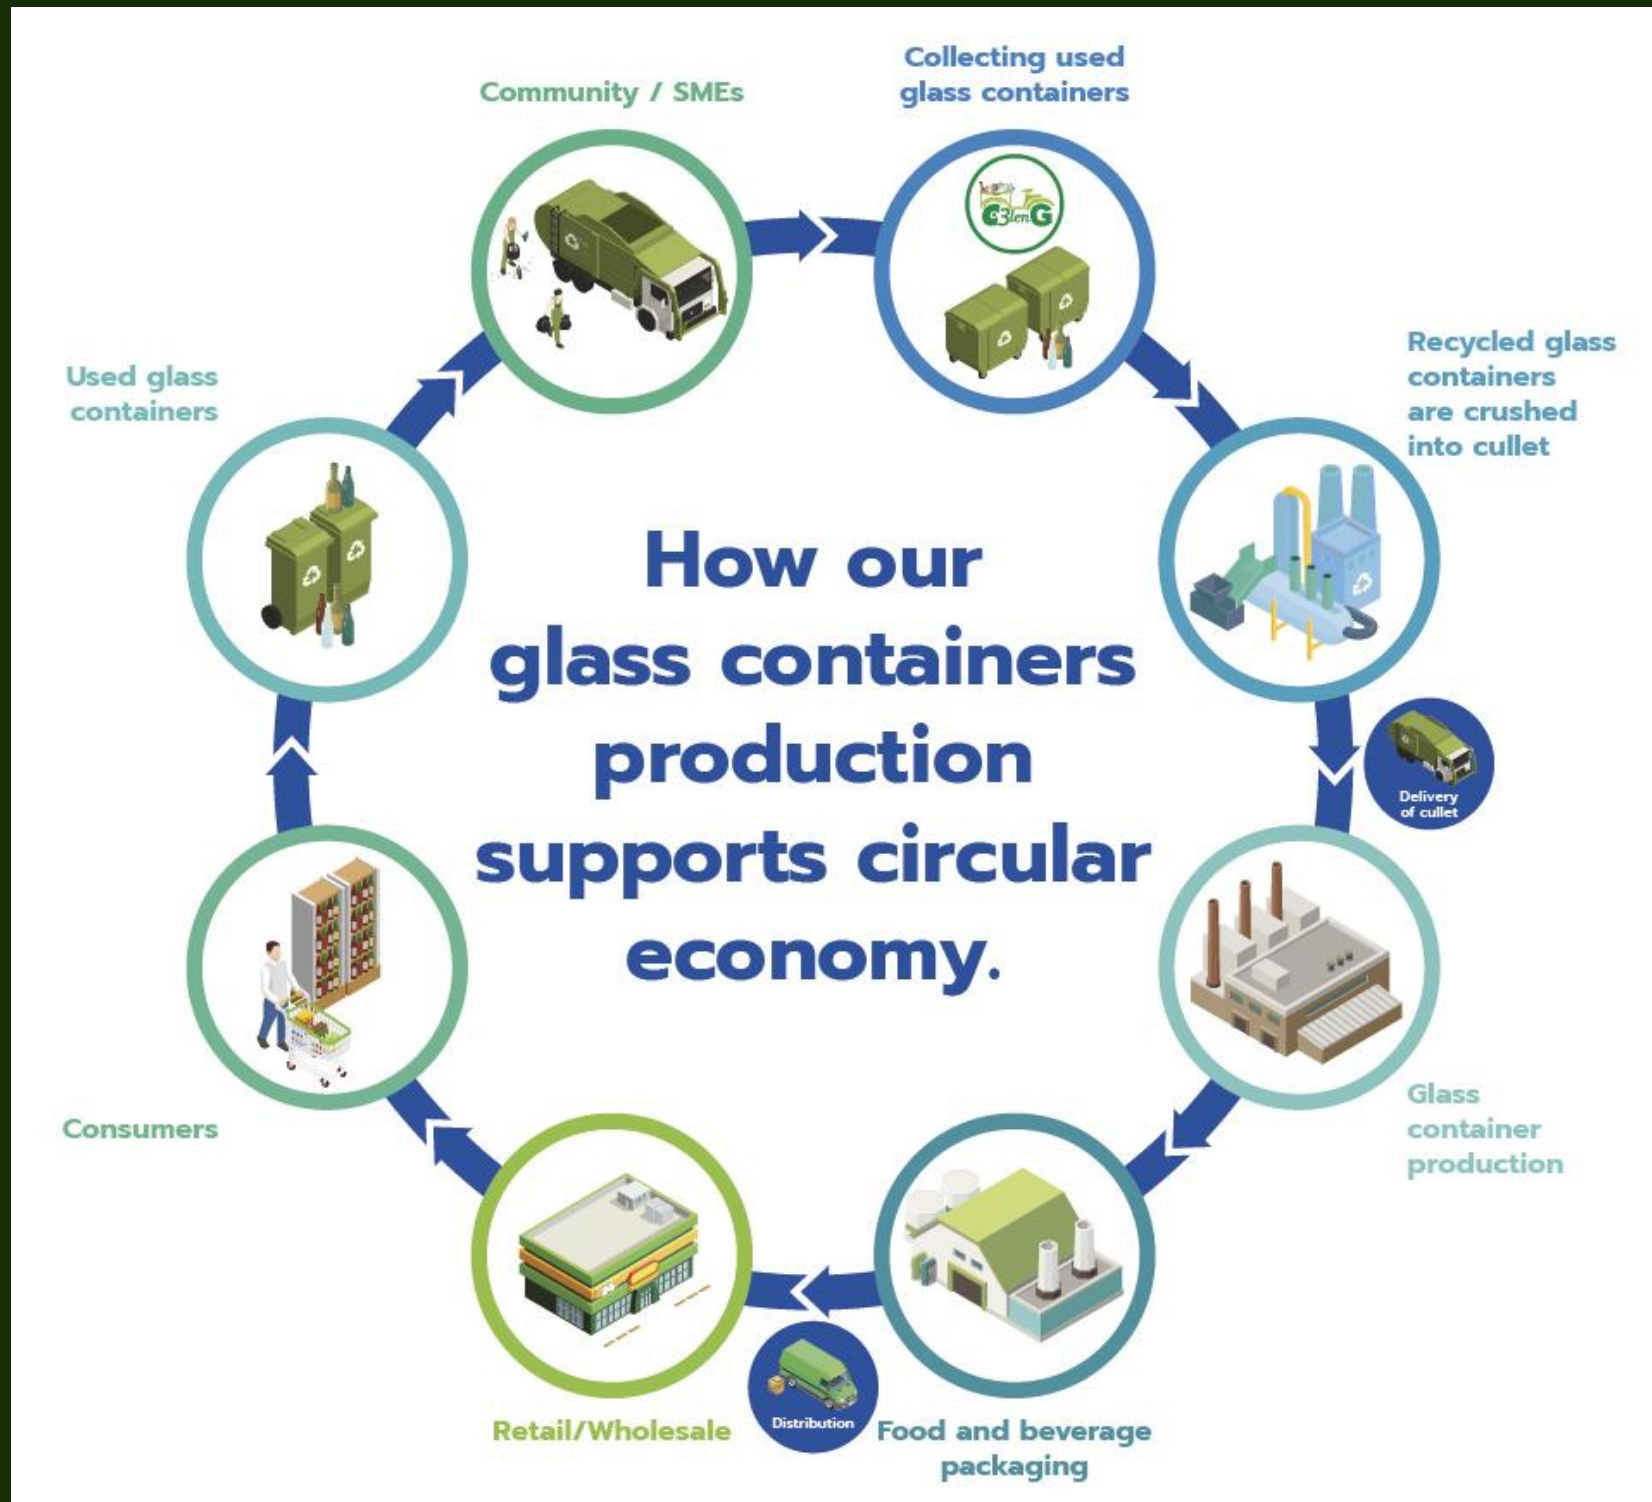 Collecting used
glass containers
Community / SMEs
Recycled glass
containers
are crushed
into cullet
Used glass
containers
How our
glass containers
production
supports circular
economy.
Delivery
of cullet
Glass
container
production
Consumers
Distribution
Retail/Wholesale
Food and beverage
packaging